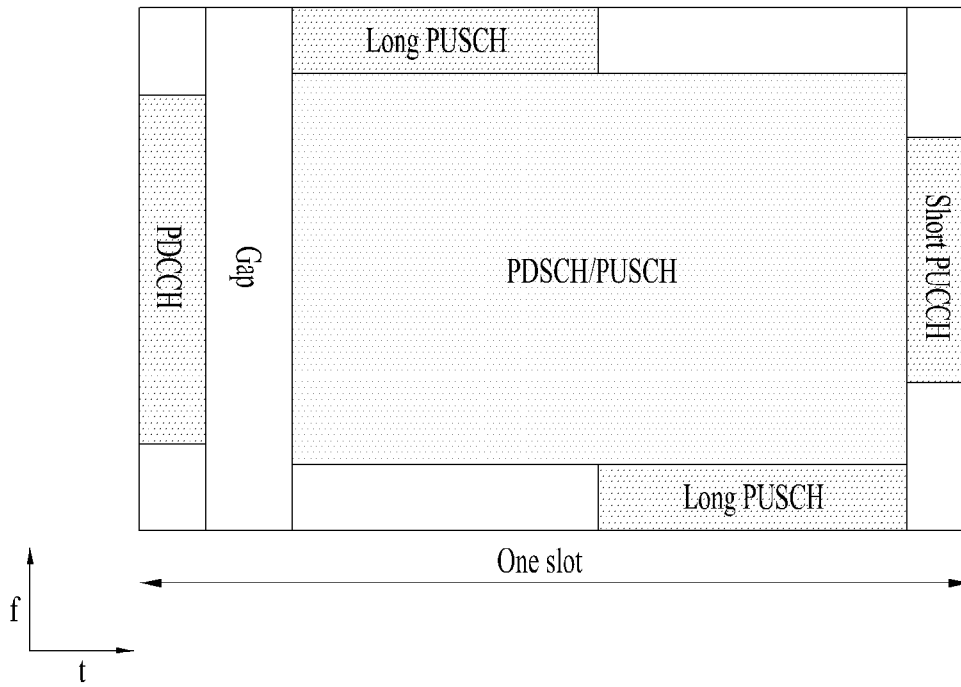 Long PUSCH
PDCCH
Gap
PDSCH/PUSCH
Short PUCCH
Long PUSCH
One slot
f
t